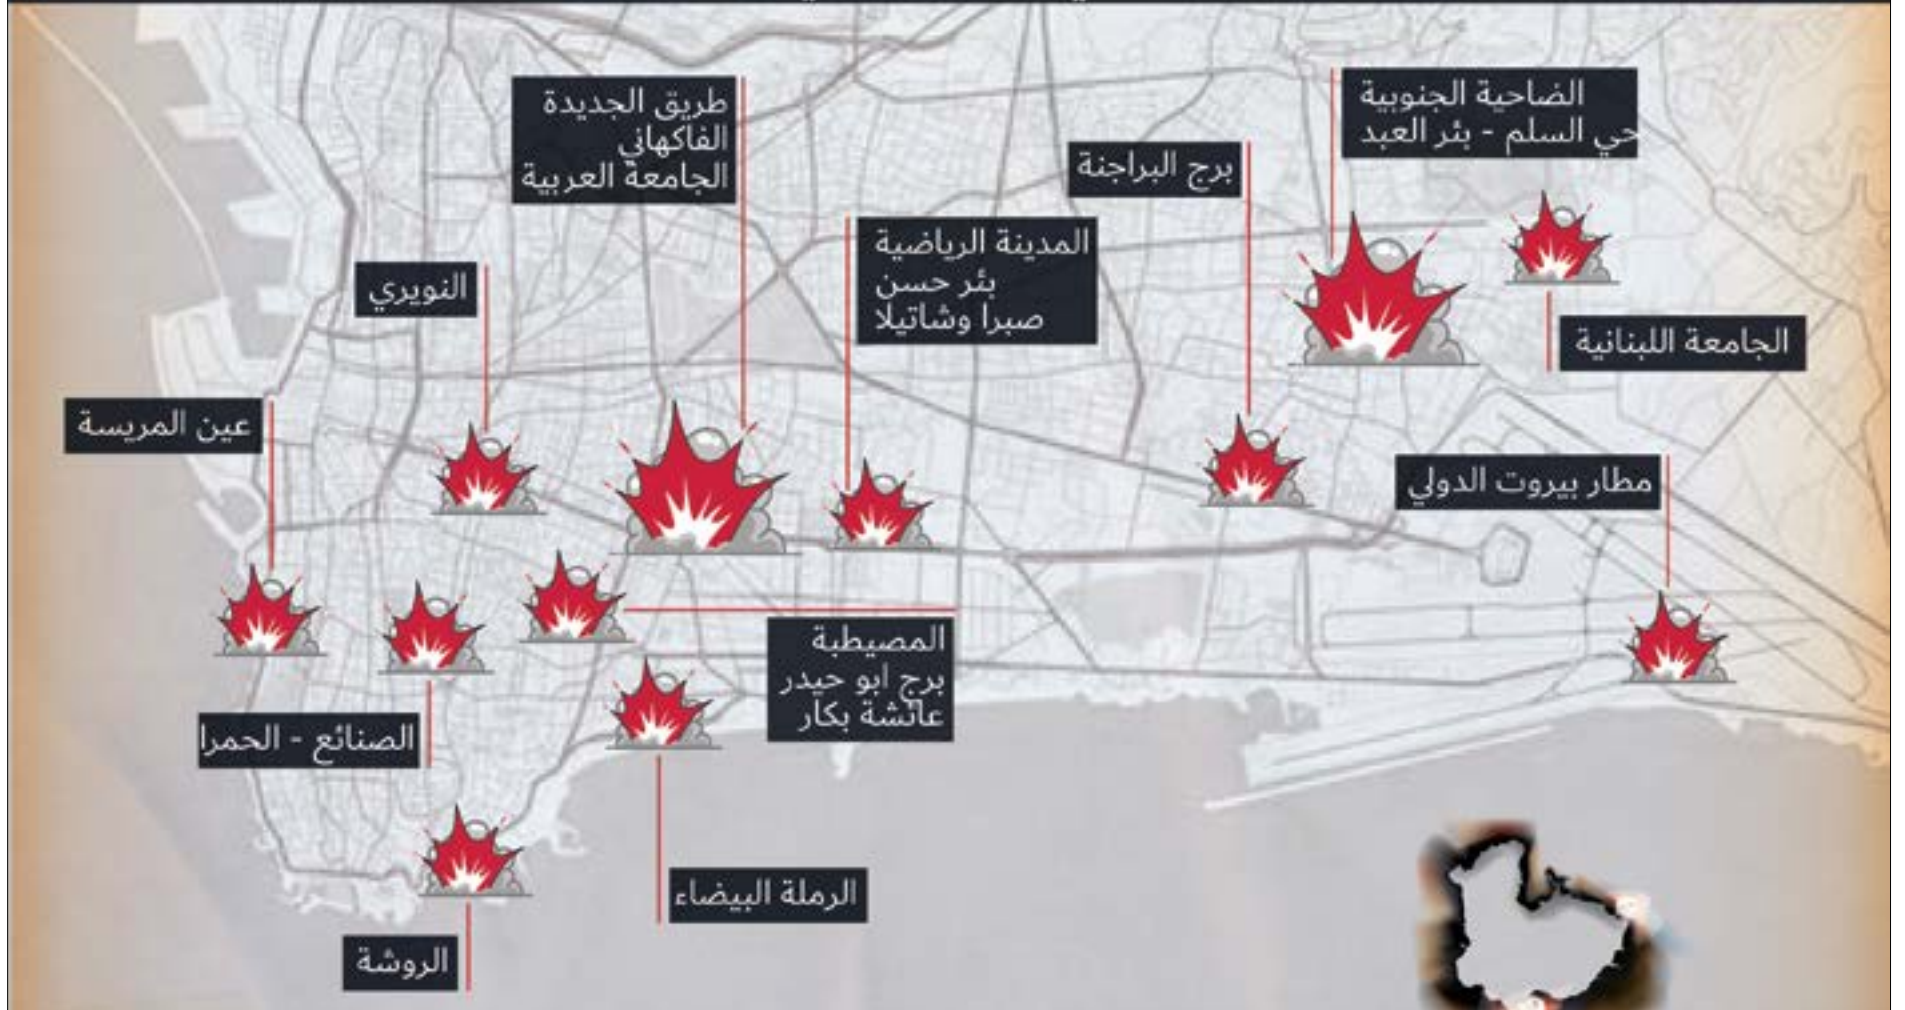 الضاحية الجنوبية
حي السلم - بئر العبد
طريق الجديدة
الفاكهاني
الجامعة العربية
برج البراجنة
المدينة الرياضية
بئر حسن
صبرا وشاتيلا
النويري
الجامعة اللبنانية
عين المريسة
مطار بيروت الدولي
المصيطبة
برج ابو حيدر
عائشة بكار
الصنائع - الحمرا
الرملة البيضاء
الروشة